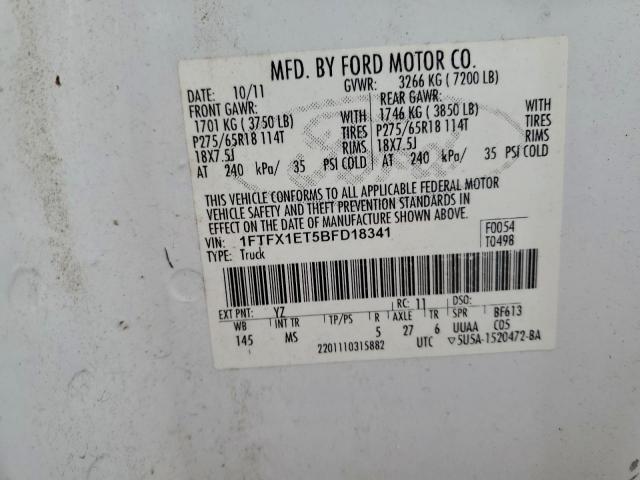 MFD. BY FORD MOTOR CO.
DATE: 10/11 GVWR: 3266 KG ( 7200 LB)
FRONT GAWR: REAR GAWR:
1701 KG ( 3750 LB) WITH 1746 KG ( 3850 LB) WITH
P275/65R18 114T TIRES P275/65R18 114T TIRES
18X7.5J RIMS 18X7.5J RIMS
AT 240 kPa/ 35 PSI COLD AT 240 kPa/ 35 PSI COLD
THIS VEHICLE CONFORMS TO ALL APPLICABLE FEDERAL MOTOR
VEHICLE SAFETY AND THEFT PREVENTION STANDARDS IN
EFFECT ON THE DATE OF MANUFACTURE SHOWN ABOVE.
VIN: 1FTFX1ET5BFD18341 F0054
TYPE: Truck T0498
EXT PNT: YZ RC: 11 DSO:
WB INT TR TP/PS R AXLE TR SPR BF613
145 MS 5 27 6 UUAA C05
2201110315882 UTC ▽5U5A-1520472-BA